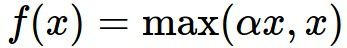 f(x) = max(αx, x)